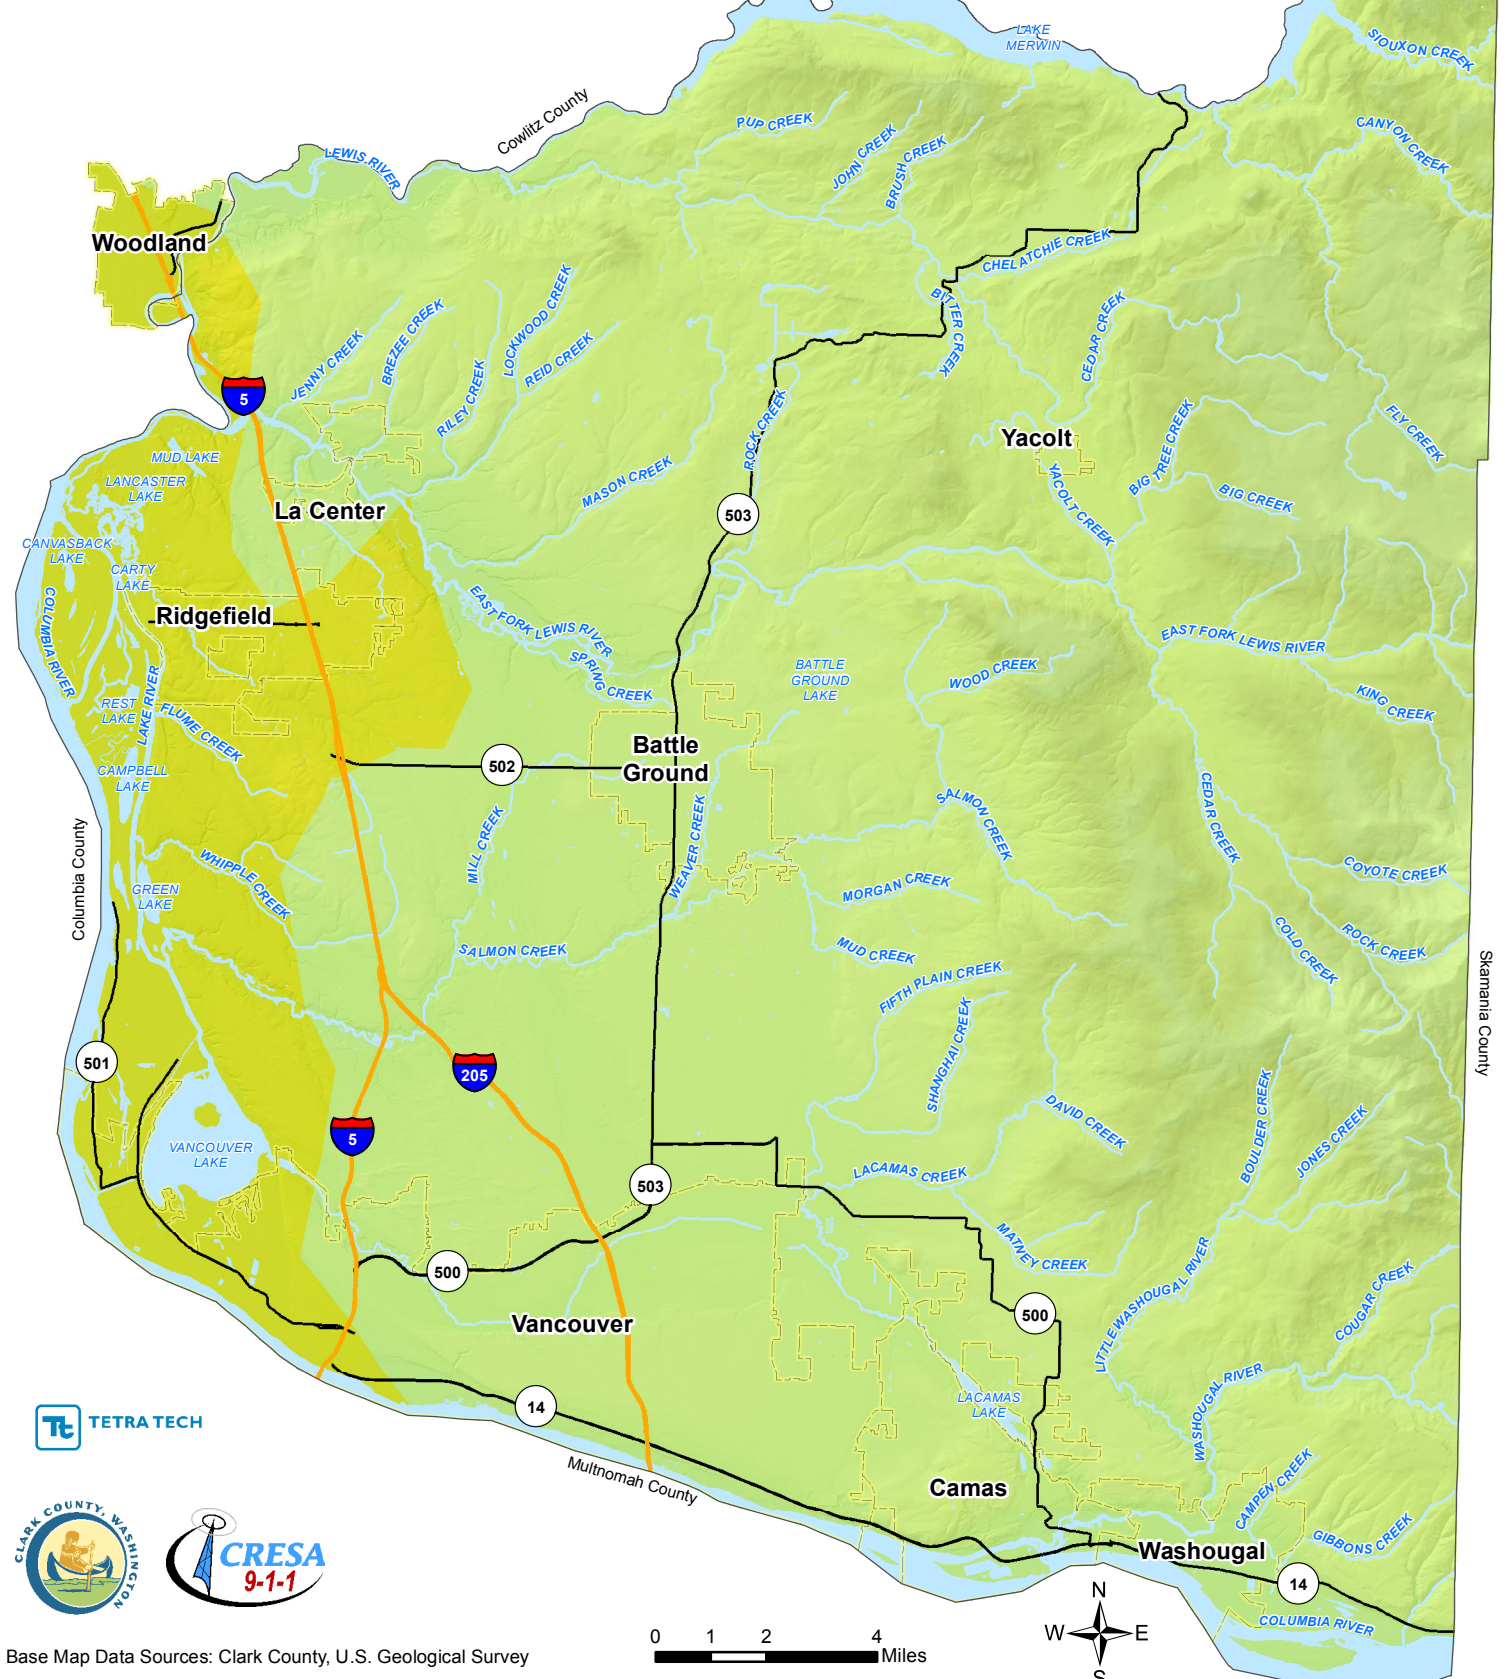 LAKE
MERWIN
SIOUXON CREEK
Cowlitz County
PUP CREEK
JOHN CREEK
BRUSH CREEK
CANYON CREEK
LEWIS RIVER
Woodland
CHELATCHIE CREEK
BITTER CREEK
CEDAR CREEK
LOCKWOOD CREEK
BREZEE CREEK
JENNY CREEK
REID CREEK
RILEY CREEK
5
ROCK CREEK
FLY CREEK
Yacolt
BIG TREE CREEK
MUD LAKE
LANCASTER
LAKE
MASON CREEK
YACOLT CREEK
BIG CREEK
La Center
503
CANVASBACK
LAKE
CARTY
LAKE
COLUMBIA RIVER
Ridgefield
EAST FORK LEWIS RIVER
SPRING CREEK
EAST FORK LEWIS RIVER
BATTLE
GROUND
LAKE
WOOD CREEK
KING
CREEK
REST
LAKE
LAKE RIVER
FLUME CREEK
Battle
Ground
502
CAMPBELL
LAKE
SALMON CREEK
CEDAR CREEK
MILL CREEK
WEAVER CREEK
Columbia County
WHIPPLE CREEK
COYOTE CREEK
GREEN
LAKE
MORGAN CREEK
SALMON CREEK
MUD CREEK
COLD CREEK
ROCK CREEK
FIFTH PLAIN CREEK
Skamania County
SHANGHAI CREEK
501
205
DAVID CREEK
BOULDER CREEK
JONES CREEK
5
VANCOUVER
LAKE
LACAMAS CREEK
503
MATNEY CREEK
LITTLE WASHOUGAL RIVER
COUGAR CREEK
500
500
Vancouver
WASHOUGAL RIVER
LACAMAS
LAKE
14
TETRA TECH
Multnomah County
Camas
CAMPEN CREEK
GIBBONS CREEK
CLARK COUNTY, WASHINGTON
CRESA
9-1-1
Washougal
14
COLUMBIA RIVER
N
W E
S
0 1 2 4
Miles
Base Map Data Sources: Clark County, U.S. Geological Survey